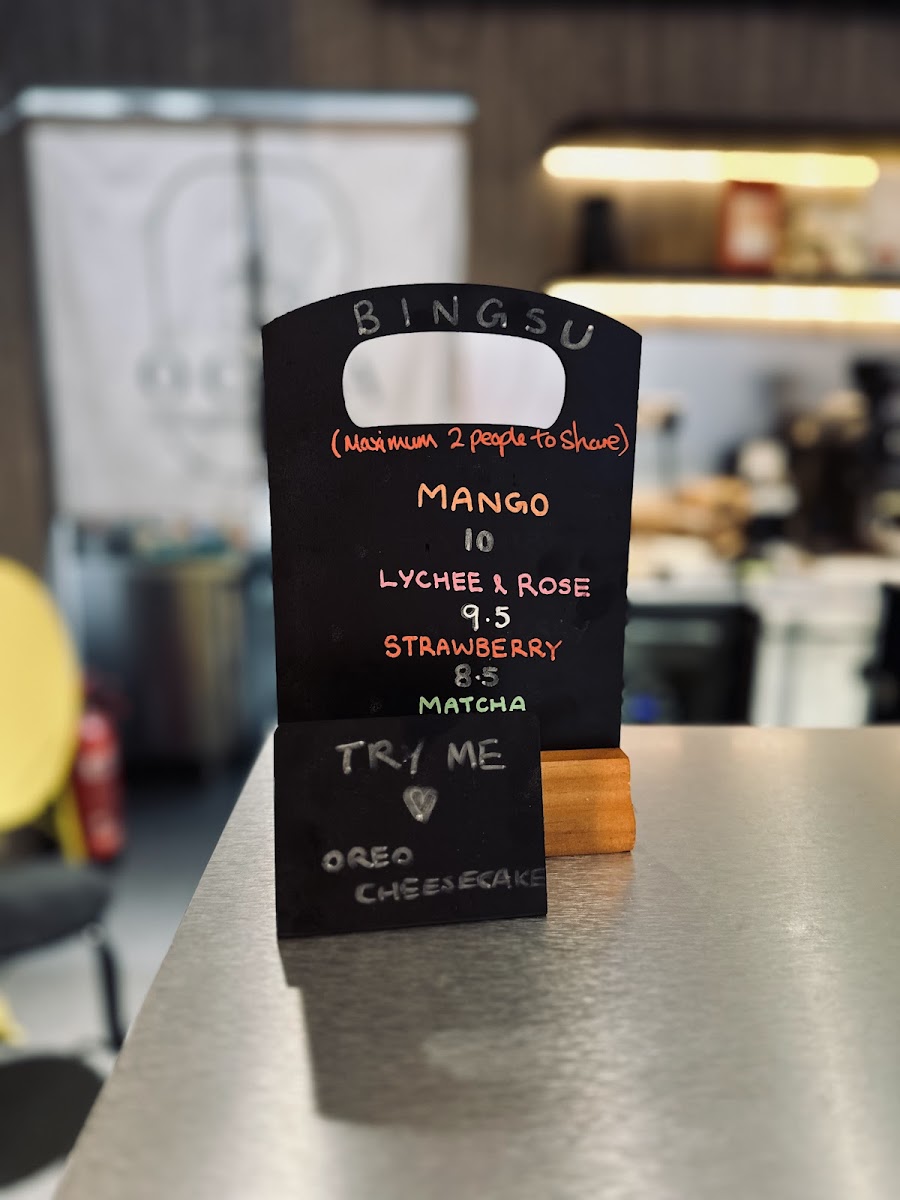 BINGSU
(Maximum 2 people to share)
MANGO
10
LYCHEE & ROSE
9.5
STRAWBERRY
8.5
MATCHA
TRY ME
OREO
CHEESECAKE